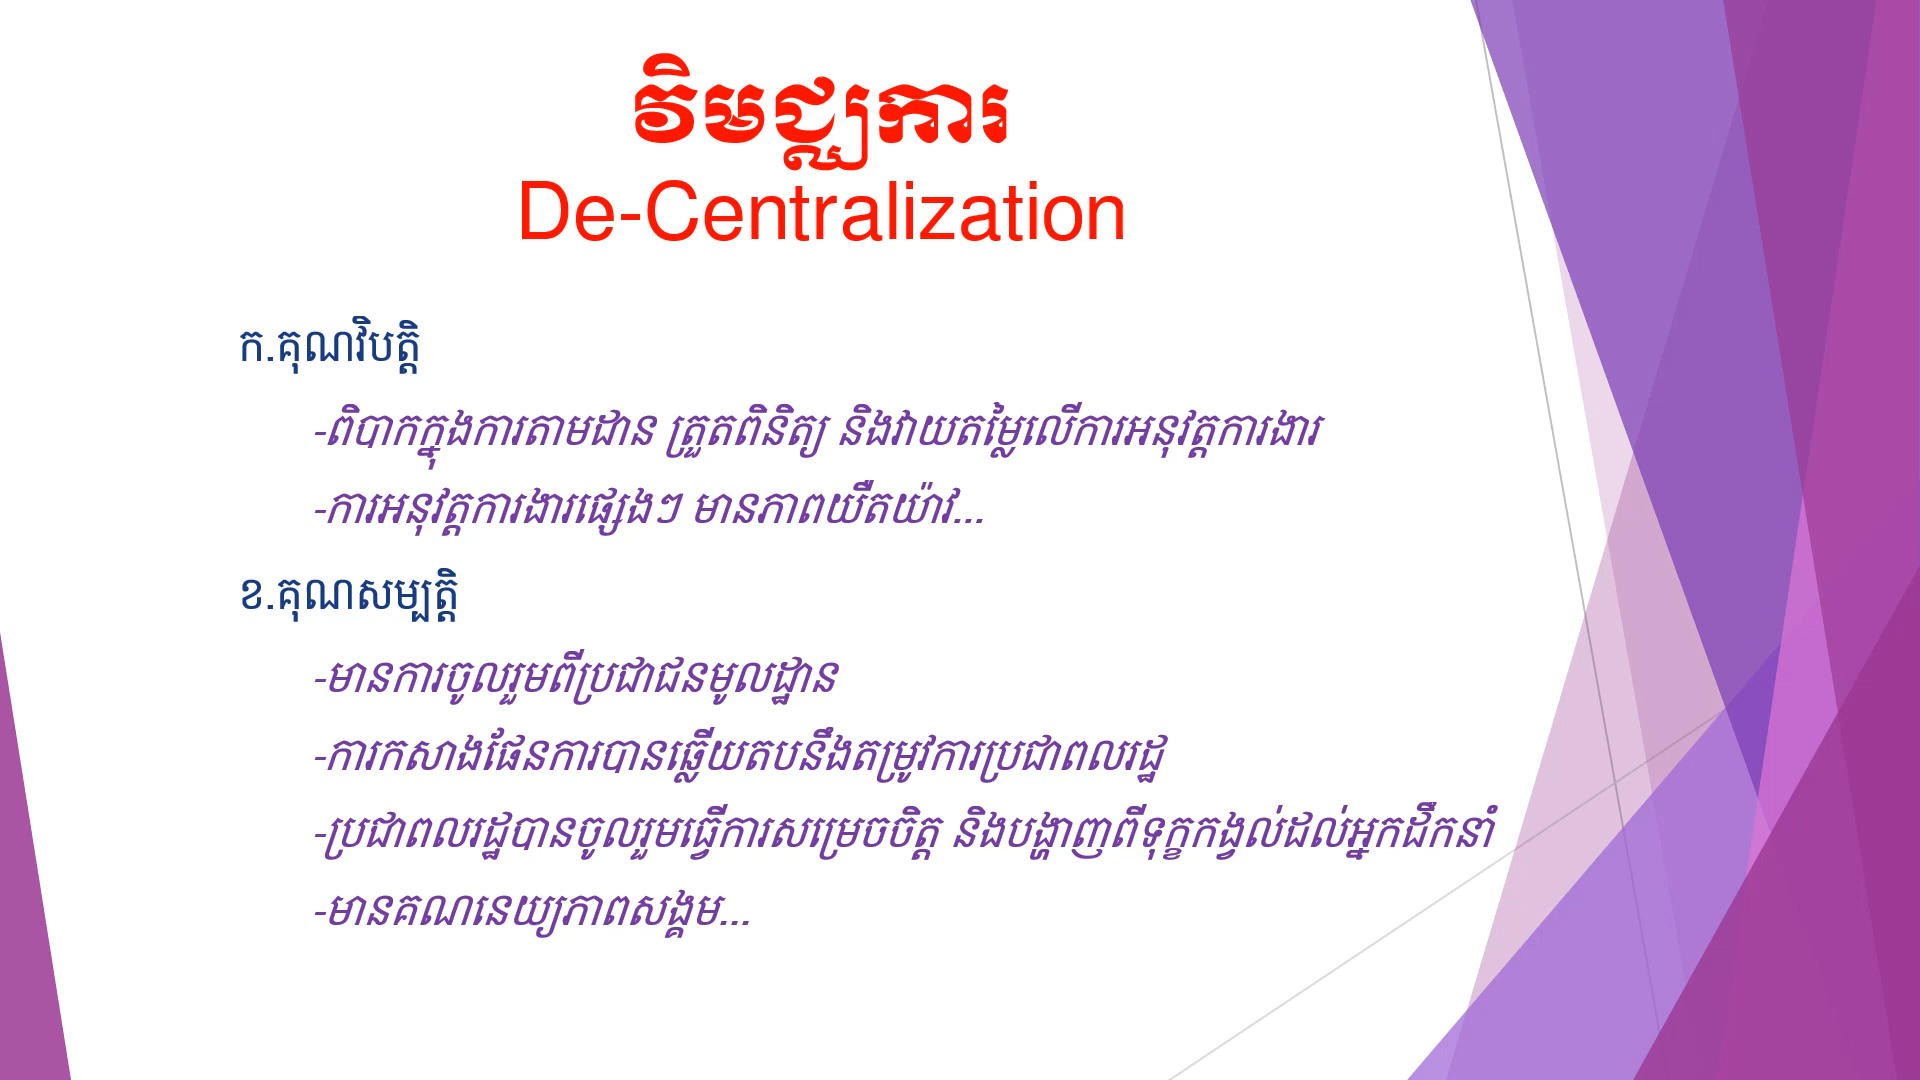 វិមជ្ឈការ
De-Centralization
ក.គុណវិបត្តិ
-ពិបាកក្នុងការតាមដាន ត្រួតពិនិត្យ និងវាយតម្លៃលើការអនុវត្តការងារ
-ការអនុវត្តការងារផ្សេងៗ មានភាពយឺតយ៉ាវ...
ខ.គុណសម្បត្តិ
-មានការចូលរួមពីប្រជាជនមូលដ្ឋាន
-ការកសាងផែនការបានឆ្លើយតបនឹងតម្រូវការប្រជាពលរដ្ឋ
-ប្រជាពលរដ្ឋបានចូលរួមធ្វើការសម្រេចចិត្ត និងបង្ហាញពីទុក្ខកង្វល់ដល់អ្នកដឹកនាំ
-មានគណនេយ្យភាពសង្គម...